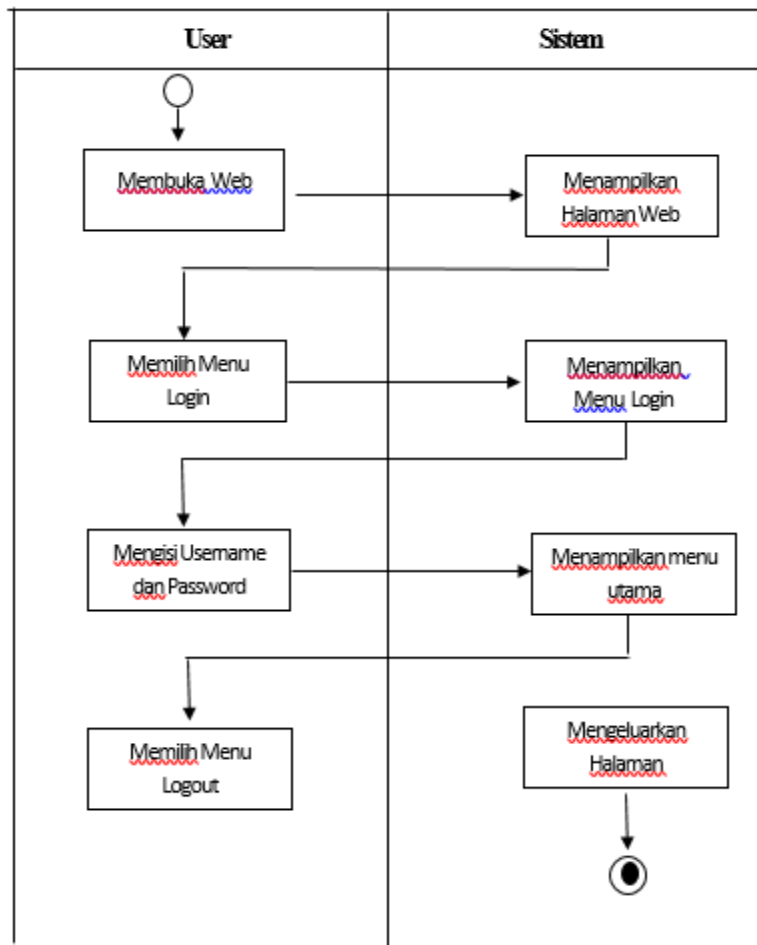 User
Sistem
Membuka Web
Menampilkan
Halaman Web
Memilih Menu
Login
Menampilkan
Menu Login
Mengisi Username
dan Password
Menampilkan menu
utama
Memilih Menu
Logout
Mengeluarkan
Halaman